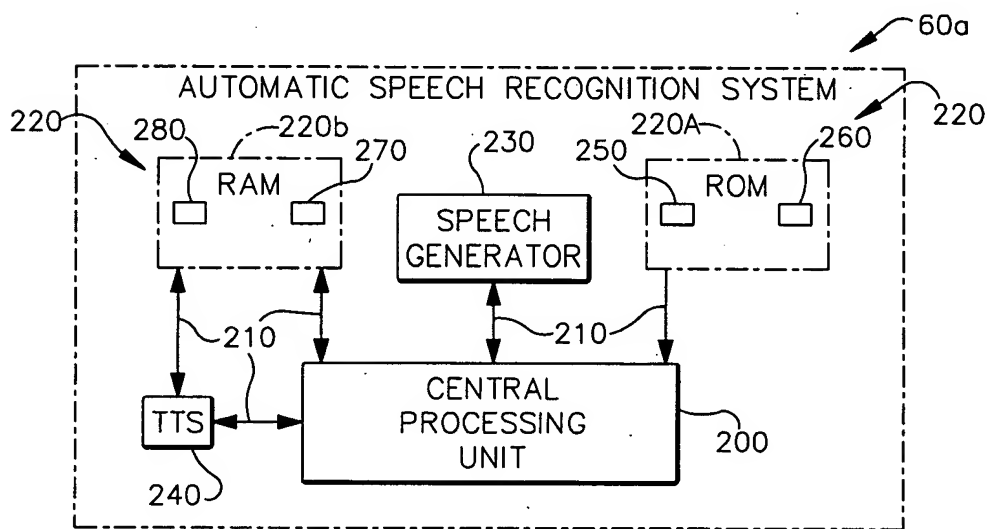 60a
AUTOMATIC SPEECH RECOGNITION SYSTEM
220
280
220b
270
230
250
220A
260
220
RAM
ROM
SPEECH
GENERATOR
210
210
CENTRAL
PROCESSING
UNIT
TTS
200
240